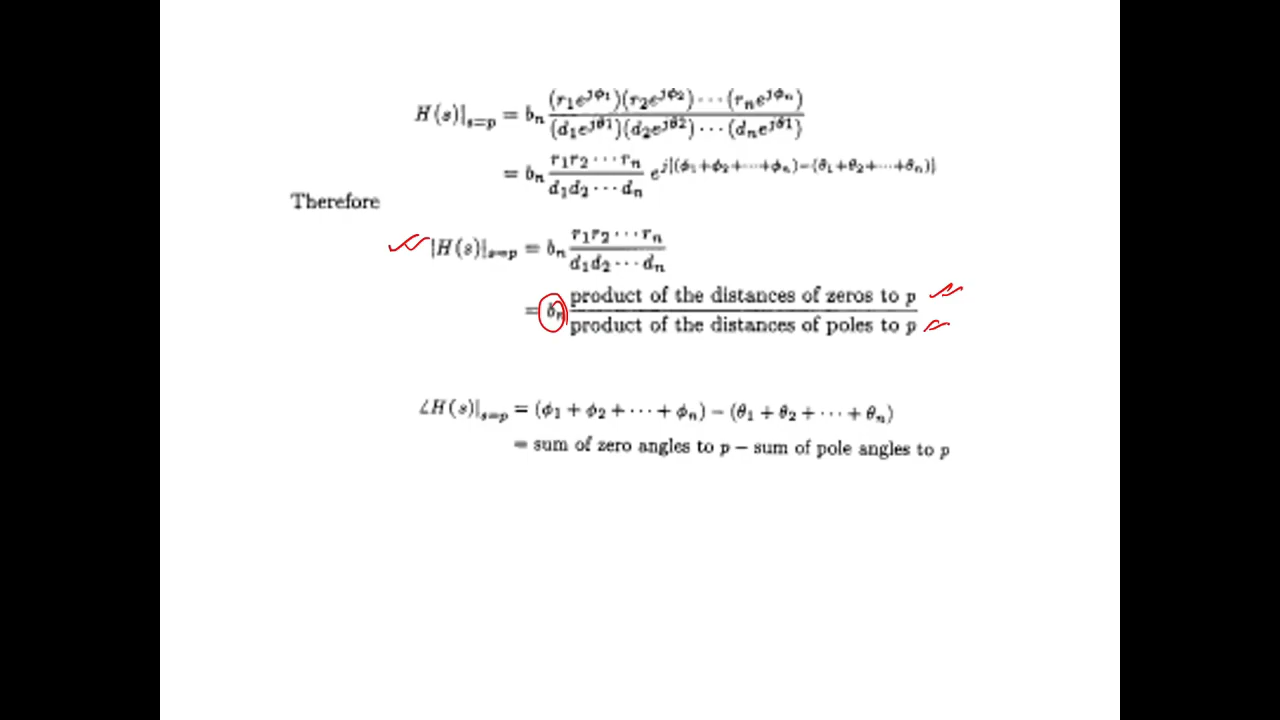 H(s)|ₛ₌ₚ = bₙ (r₁e^{jϕ₁})(r₂e^{jϕ₂})···(rₙe^{jϕₙ}) / (d₁e^{jθ1})(d₂e^{jθ2})···(dₙe^{jθ1})
= bₙ r₁r₂···rₙ / d₁d₂···dₙ e^{j[(ϕ₁+ϕ₂+···+ϕₙ)−(θ₁+θ₂+···+θₙ)]}
Therefore
|H(s)|ₛ₌ₚ = bₙ r₁r₂···rₙ / d₁d₂···dₙ
= bₙ product of the distances of zeros to p / product of the distances of poles to p
∠H(s)|ₛ₌ₚ = (ϕ₁ + ϕ₂ + ··· + ϕₙ) − (θ₁ + θ₂ + ··· + θₙ)
= sum of zero angles to p − sum of pole angles to p